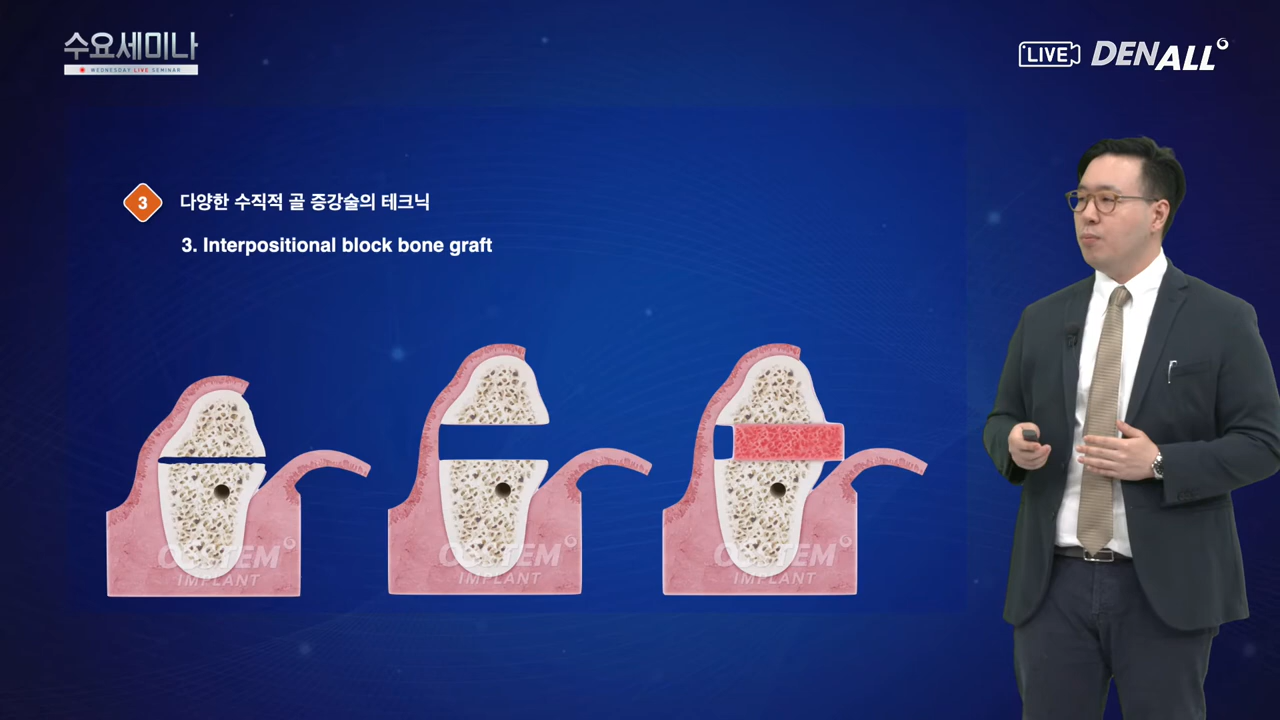 수요세미나
WEDNESDAY LIVE SEMINAR
LIVE
DENALL
3
다양한 수직적 골 증강술의 테크닉
3. Interpositional block bone graft
OSSTEM
IMPLANT
OSSTEM
IMPLANT
OSSTEM
IMPLANT